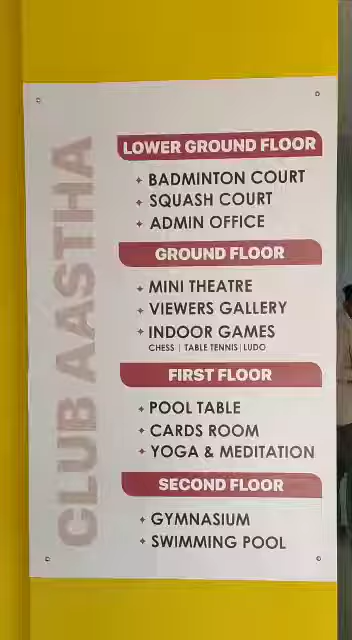 CLUB AASTHA
LOWER GROUND FLOOR
BADMINTON COURT
SQUASH COURT
ADMIN OFFICE
GROUND FLOOR
MINI THEATRE
VIEWERS GALLERY
INDOOR GAMES
CHESS | TABLE TENNIS | LUDO
FIRST FLOOR
POOL TABLE
CARDS ROOM
YOGA & MEDITATION
SECOND FLOOR
GYMNASIUM
SWIMMING POOL